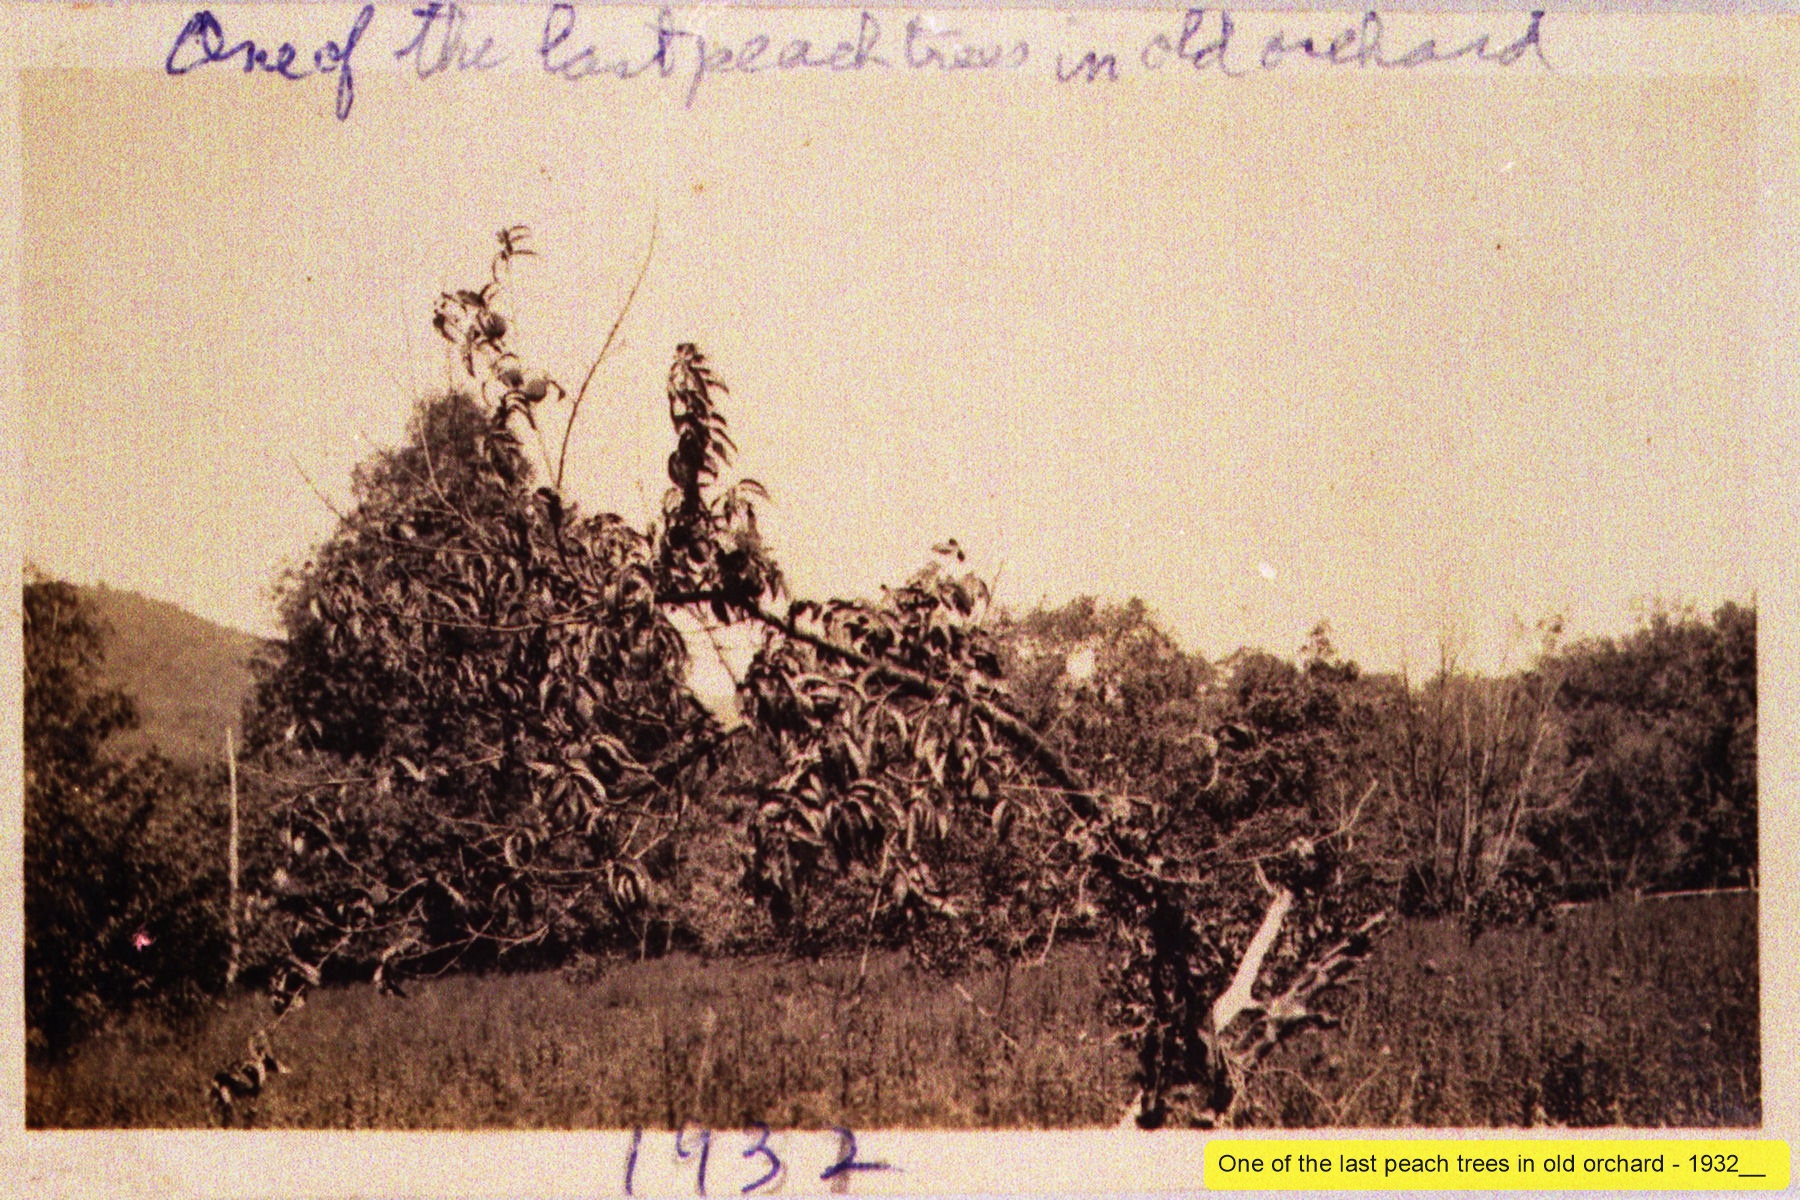 One of the last peach trees in old orchard
1932
One of the last peach trees in old orchard - 1932__